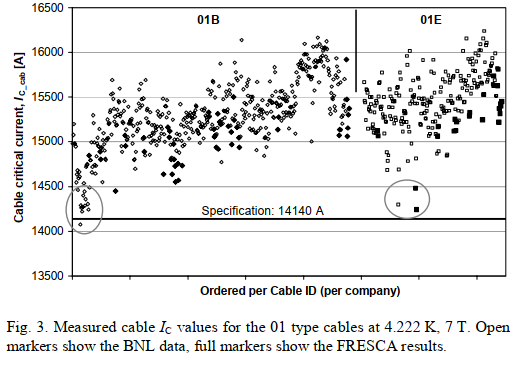 16500
16000
15500
15000
14500
14000
13500
Cable critical current, IC_cab [A]
01B
01E
Specification: 14140 A
Ordered per Cable ID (per company)
Fig. 3. Measured cable IC values for the 01 type cables at 4.222 K, 7 T. Open
markers show the BNL data, full markers show the FRESCA results.